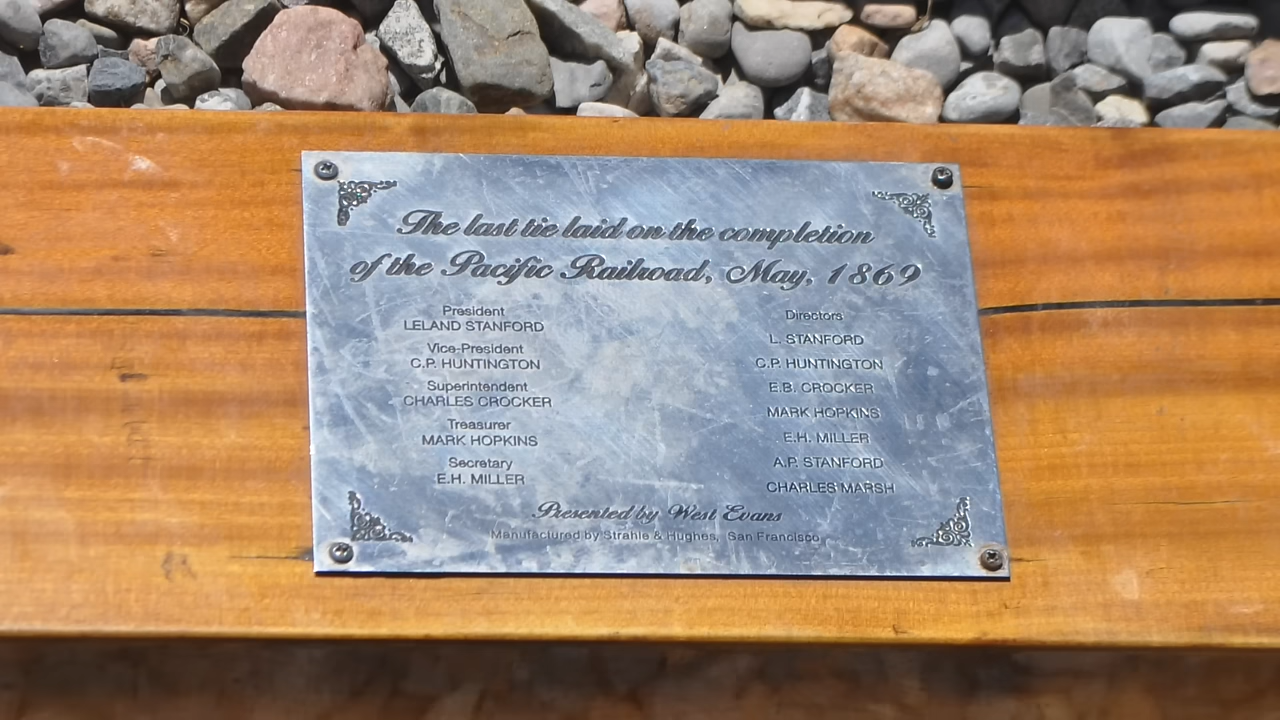 The last tie laid on the completion
of the Pacific Railroad, May, 1869
President
LELAND STANFORD
Vice-President
C.P. HUNTINGTON
Superintendent
CHARLES CROCKER
Treasurer
MARK HOPKINS
Secretary
E.H. MILLER
Directors
L. STANFORD
C.P. HUNTINGTON
E.B. CROCKER
MARK HOPKINS
E.H. MILLER
A.P. STANFORD
CHARLES MARSH
Presented by West Evans
Manufactured by Strahle & Hughes, San Francisco